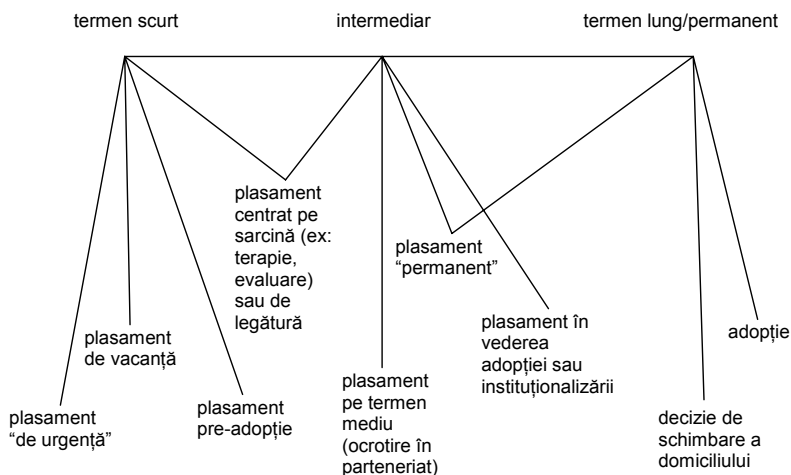 termen scurt
intermediar
termen lung/permanent
plasament
centrat pe
sarcină (ex:
terapie,
evaluare)
sau de
legătură
plasament
“permanent”
plasament
de vacanță
plasament în
vederea
adopției sau
instituționalizării
adopție
plasament
“de urgență”
plasament
pre-adopție
plasament
pe termen
mediu
(ocrotire în
parteneriat)
decizie de
schimbare a
domiciliului